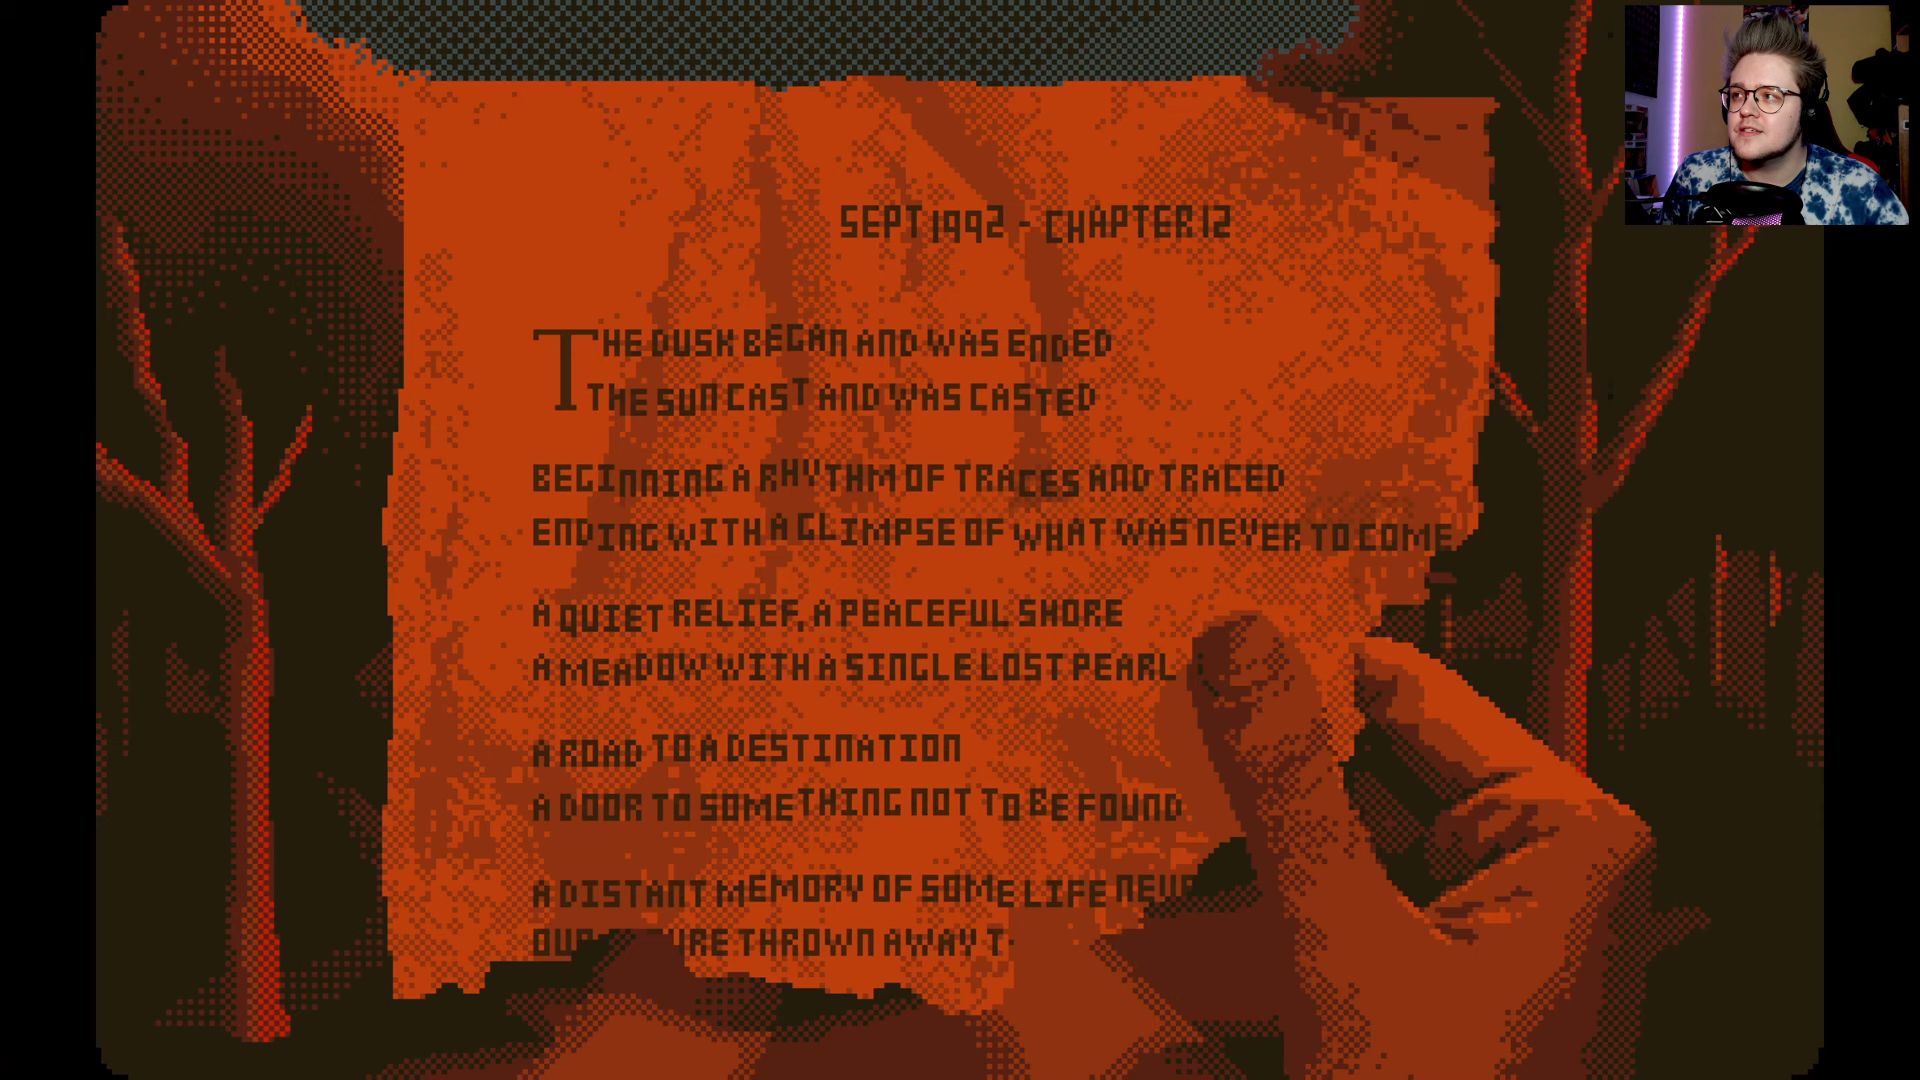 SEPT 1992 - CHAPTER 12
THE DUSK BEGAN AND WAS ENDED
THE SUN CAST AND WAS CASTED
BEGINNING A RHYTHM OF TRACES AND TRACED
ENDING WITH A GLIMPSE OF WHAT WAS NEVER TO COME
A QUIET RELIEF, A PEACEFUL SHORE
A MEADOW WITH A SINGLE LOST PEARL
A ROAD TO A DESTINATION
A DOOR TO SOMETHING NOT TO BE FOUND
A DISTANT MEMORY OF SOME LIFE
THROWN AWAY